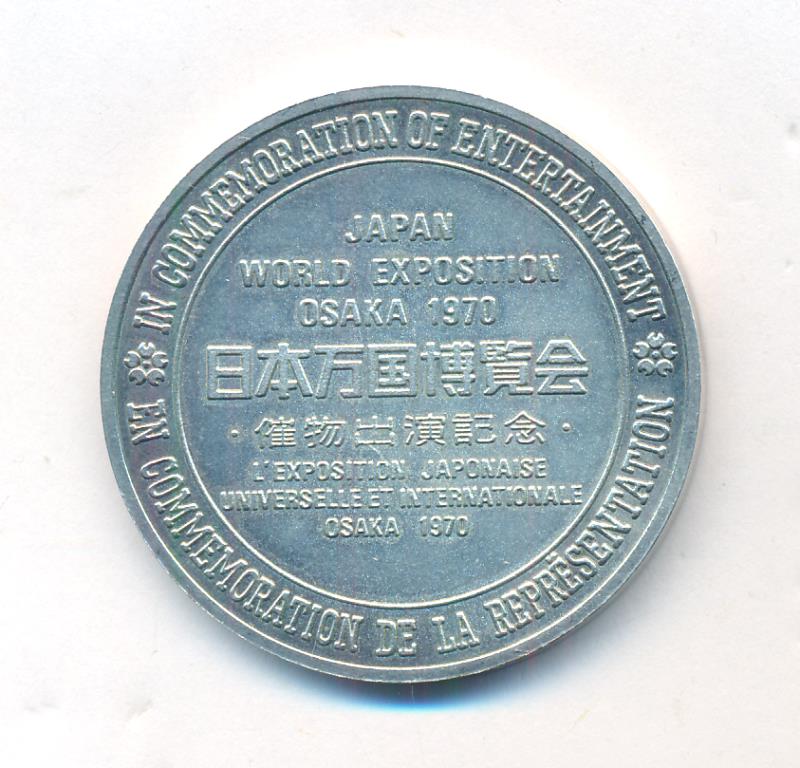 IN COMMEMORATION OF ENTERTAINMENT
JAPAN
WORLD EXPOSITION
OSAKA 1970
日本万国博覧会
・催物出演記念・
L'EXPOSITION JAPONAISE
UNIVERSELLE ET INTERNATIONALE
OSAKA 1970
EN COMMEMORATION DE LA REPRÉSENTATION